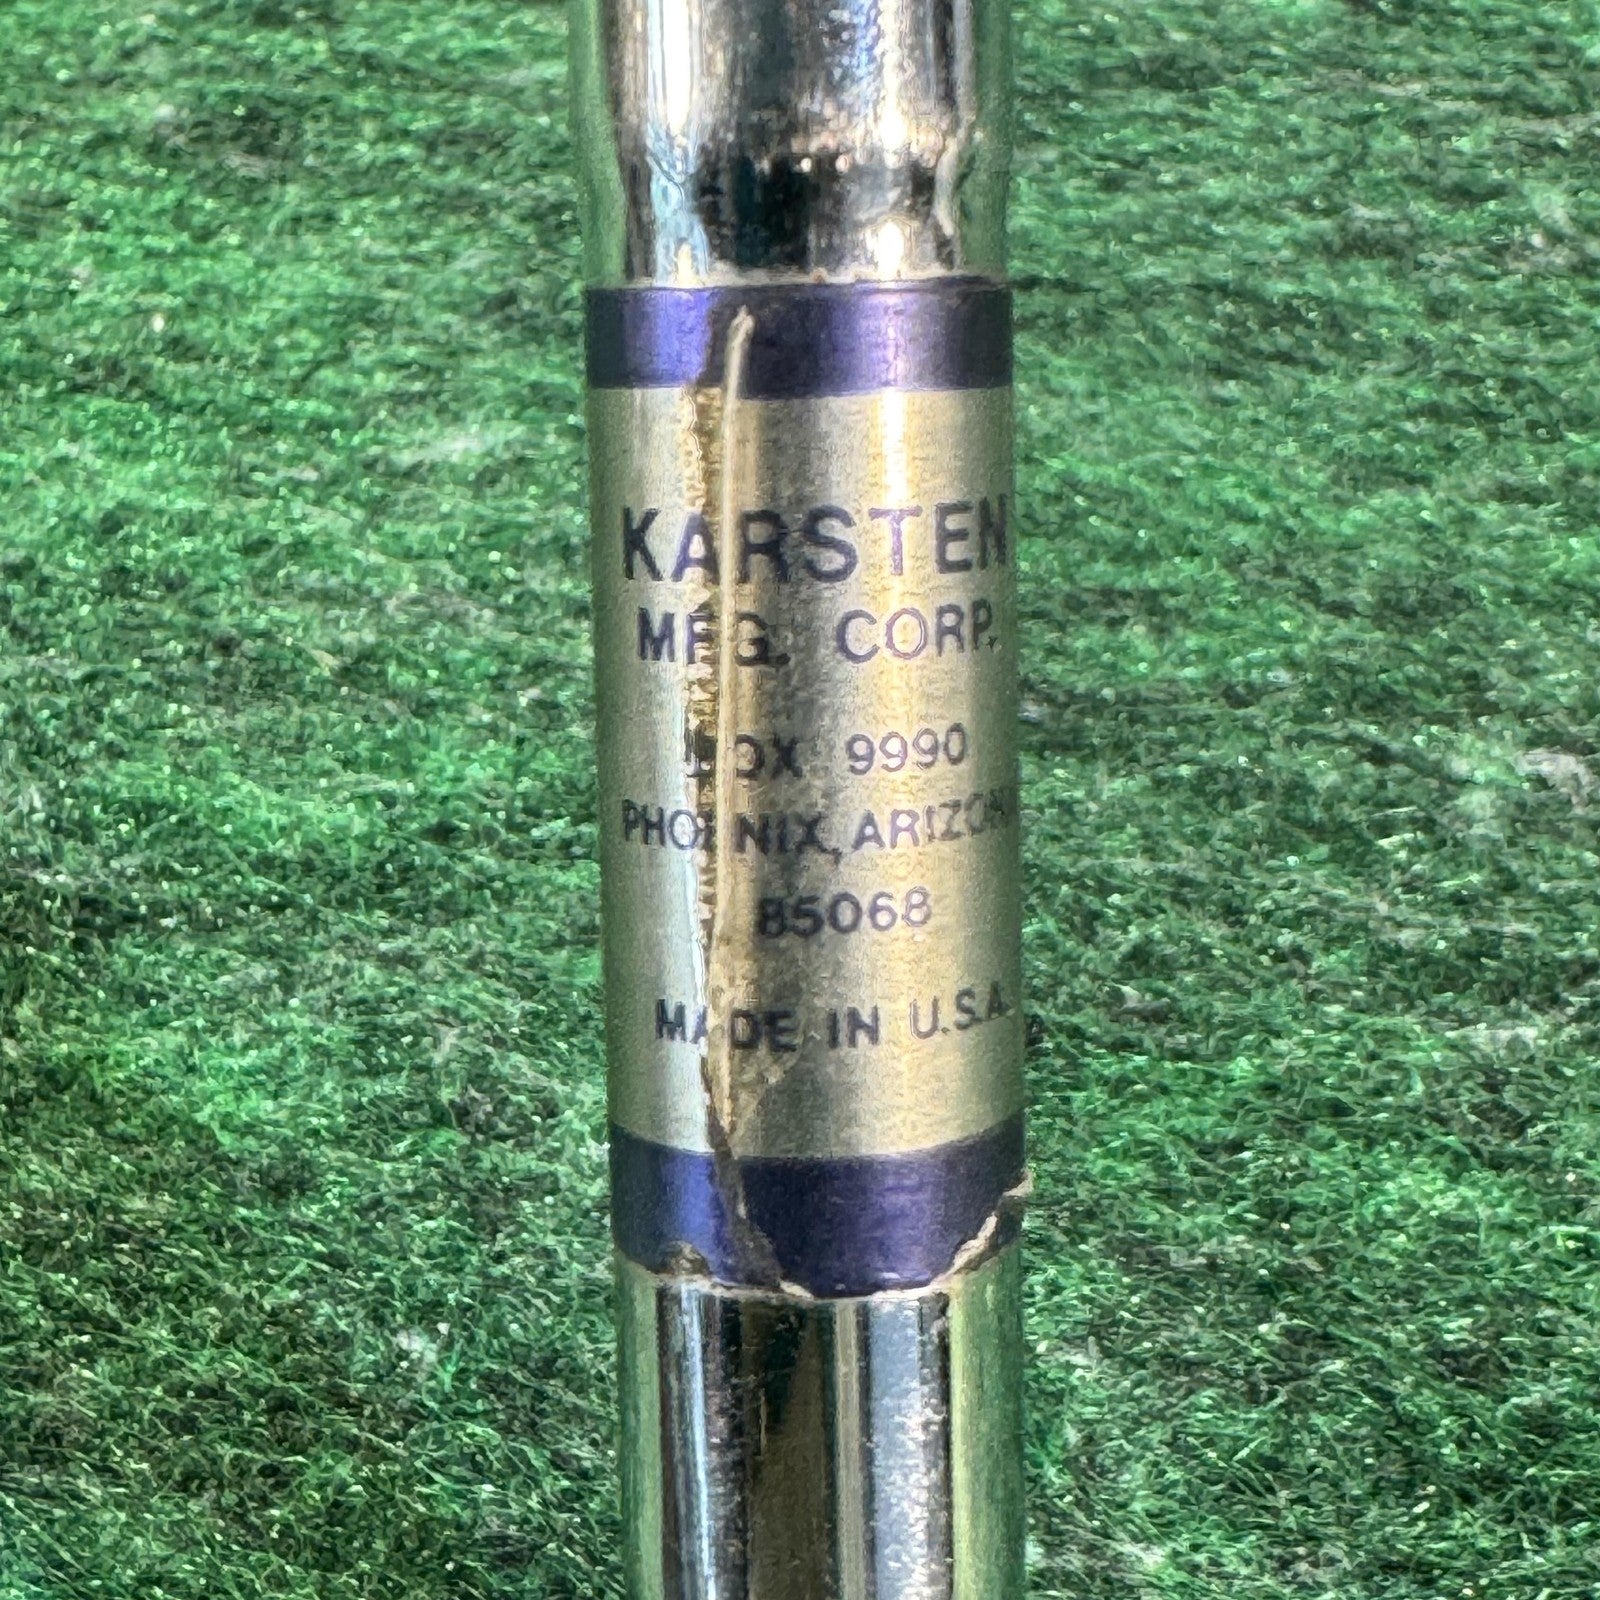 KARSTEN
MFG. CORP.
BOX 9990
PHOENIX, ARIZONA
85068
MADE IN U.S.A.